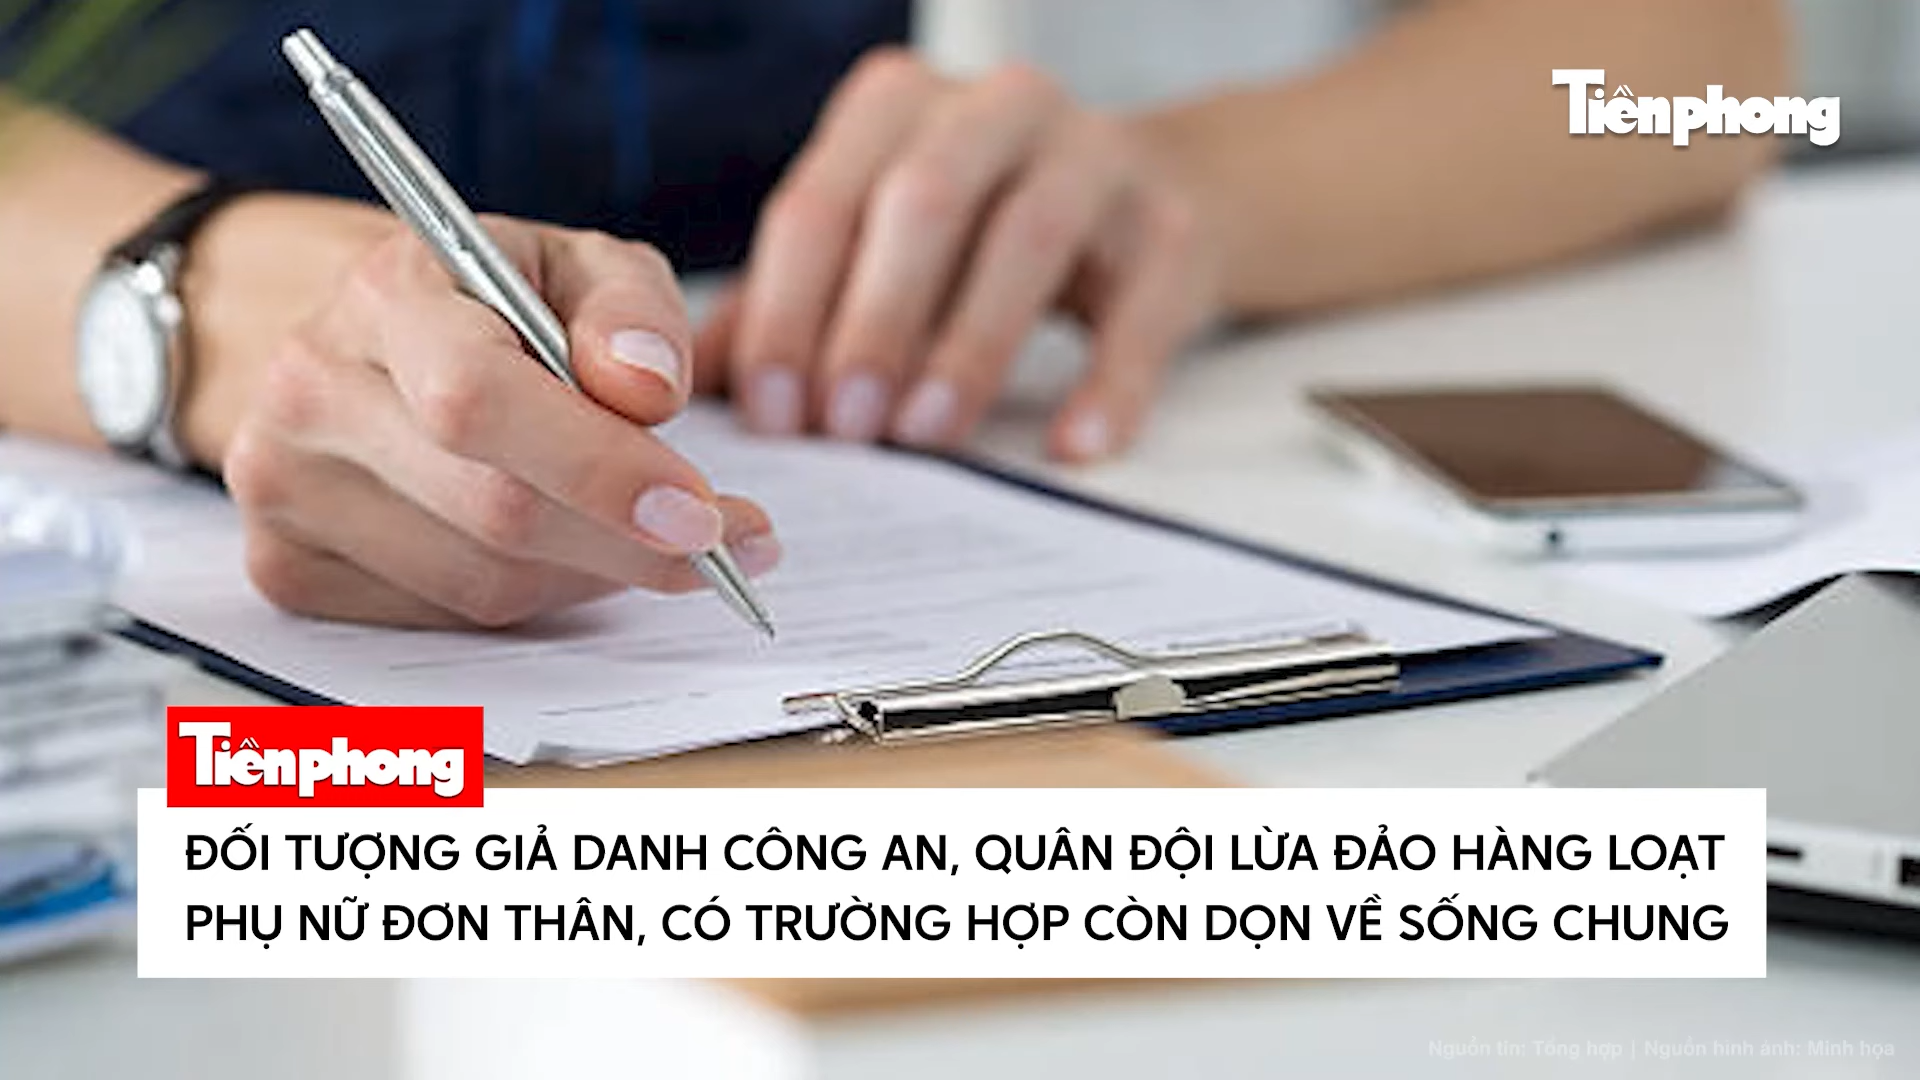 Tiềnphong
Tiềnphong
ĐỐI TƯỢNG GIẢ DANH CÔNG AN, QUÂN ĐỘI LỪA ĐẢO HÀNG LOẠT
PHỤ NỮ ĐƠN THÂN, CÓ TRƯỜNG HỢP CÒN DỌN VỀ SỐNG CHUNG
Nguồn tin: Tổng hợp | Nguồn hình ảnh: Minh họa